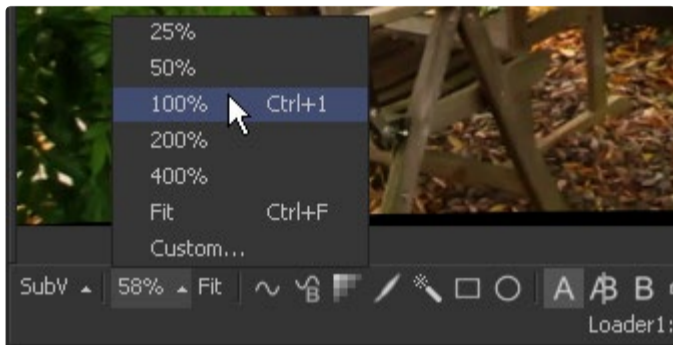 25%
50%
100% Ctrl+1
200%
400%
Fit Ctrl+F
Custom...
SubV 58% Fit B A A|B B
Loader1: